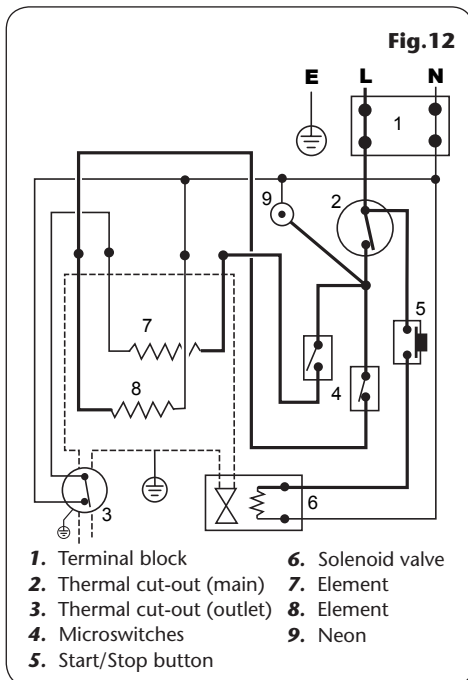 Fig.12
E L N
1
2
9
5
7
4
8
6
3
1. Terminal block
2. Thermal cut-out (main)
3. Thermal cut-out (outlet)
4. Microswitches
5. Start/Stop button
6. Solenoid valve
7. Element
8. Element
9. Neon